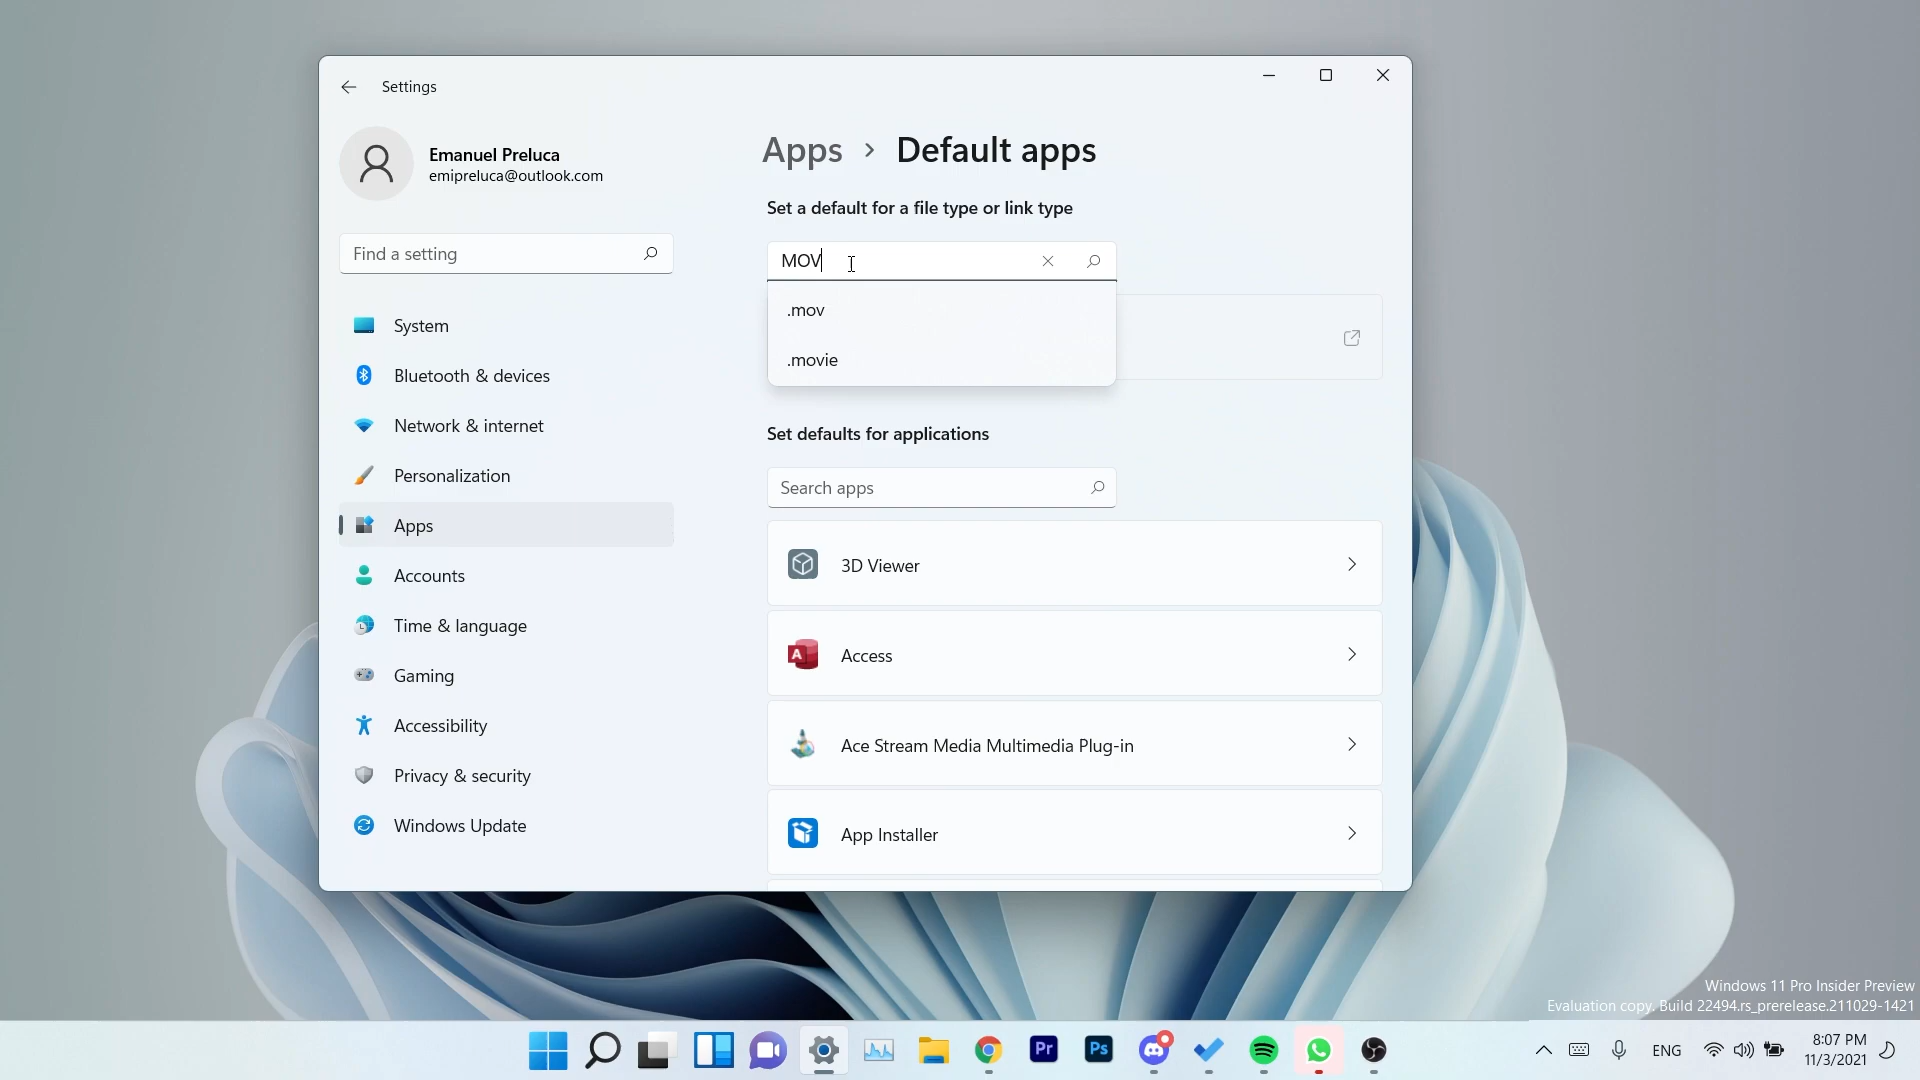 Settings
Emanuel Preluca
emipreluca@outlook.com
Find a setting
System
Bluetooth & devices
Network & internet
Personalization
Apps
Accounts
Time & language
Gaming
Accessibility
Privacy & security
Windows Update
Apps > Default apps
Set a default for a file type or link type
MOV
.mov
.movie
Set defaults for applications
Search apps
3D Viewer
A
Access
Ace Stream Media Multimedia Plug-in
App Installer
Windows 11 Pro Insider Preview
Evaluation copy. Build 22494.rs_prerelease.211029-1421
Pr
Ps
ENG
8:07 PM
11/3/2021